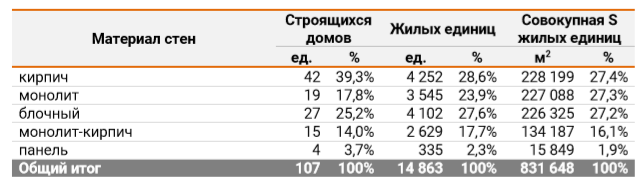 Материал стен Строящихся домов Жилых единиц Совокупная S жилых единиц
ед. % ед. % м² %
кирпич 42 39,3% 4 252 28,6% 228 199 27,4%
монолит 19 17,8% 3 545 23,9% 227 088 27,3%
блочный 27 25,2% 4 102 27,6% 226 325 27,2%
монолит-кирпич 15 14,0% 2 629 17,7% 134 187 16,1%
панель 4 3,7% 335 2,3% 15 849 1,9%
Общий итог 107 100% 14 863 100% 831 648 100%